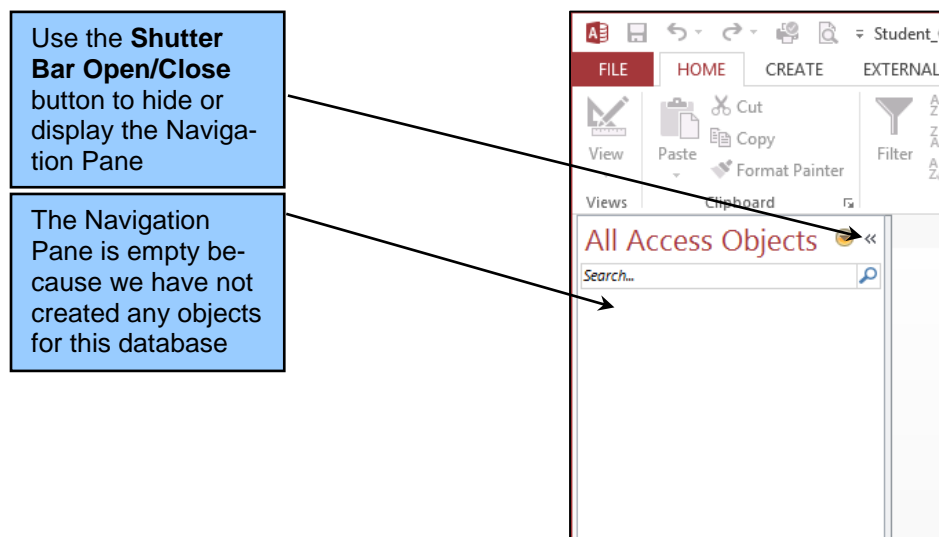 Use the Shutter
Bar Open/Close
button to hide or
display the Naviga-
tion Pane
The Navigation
Pane is empty be-
cause we have not
created any objects
for this database
Student_
FILE HOME CREATE EXTERNAL
View
Paste
Cut
Copy
Format Painter
Filter
Views Clipboard
All Access Objects «
Search...